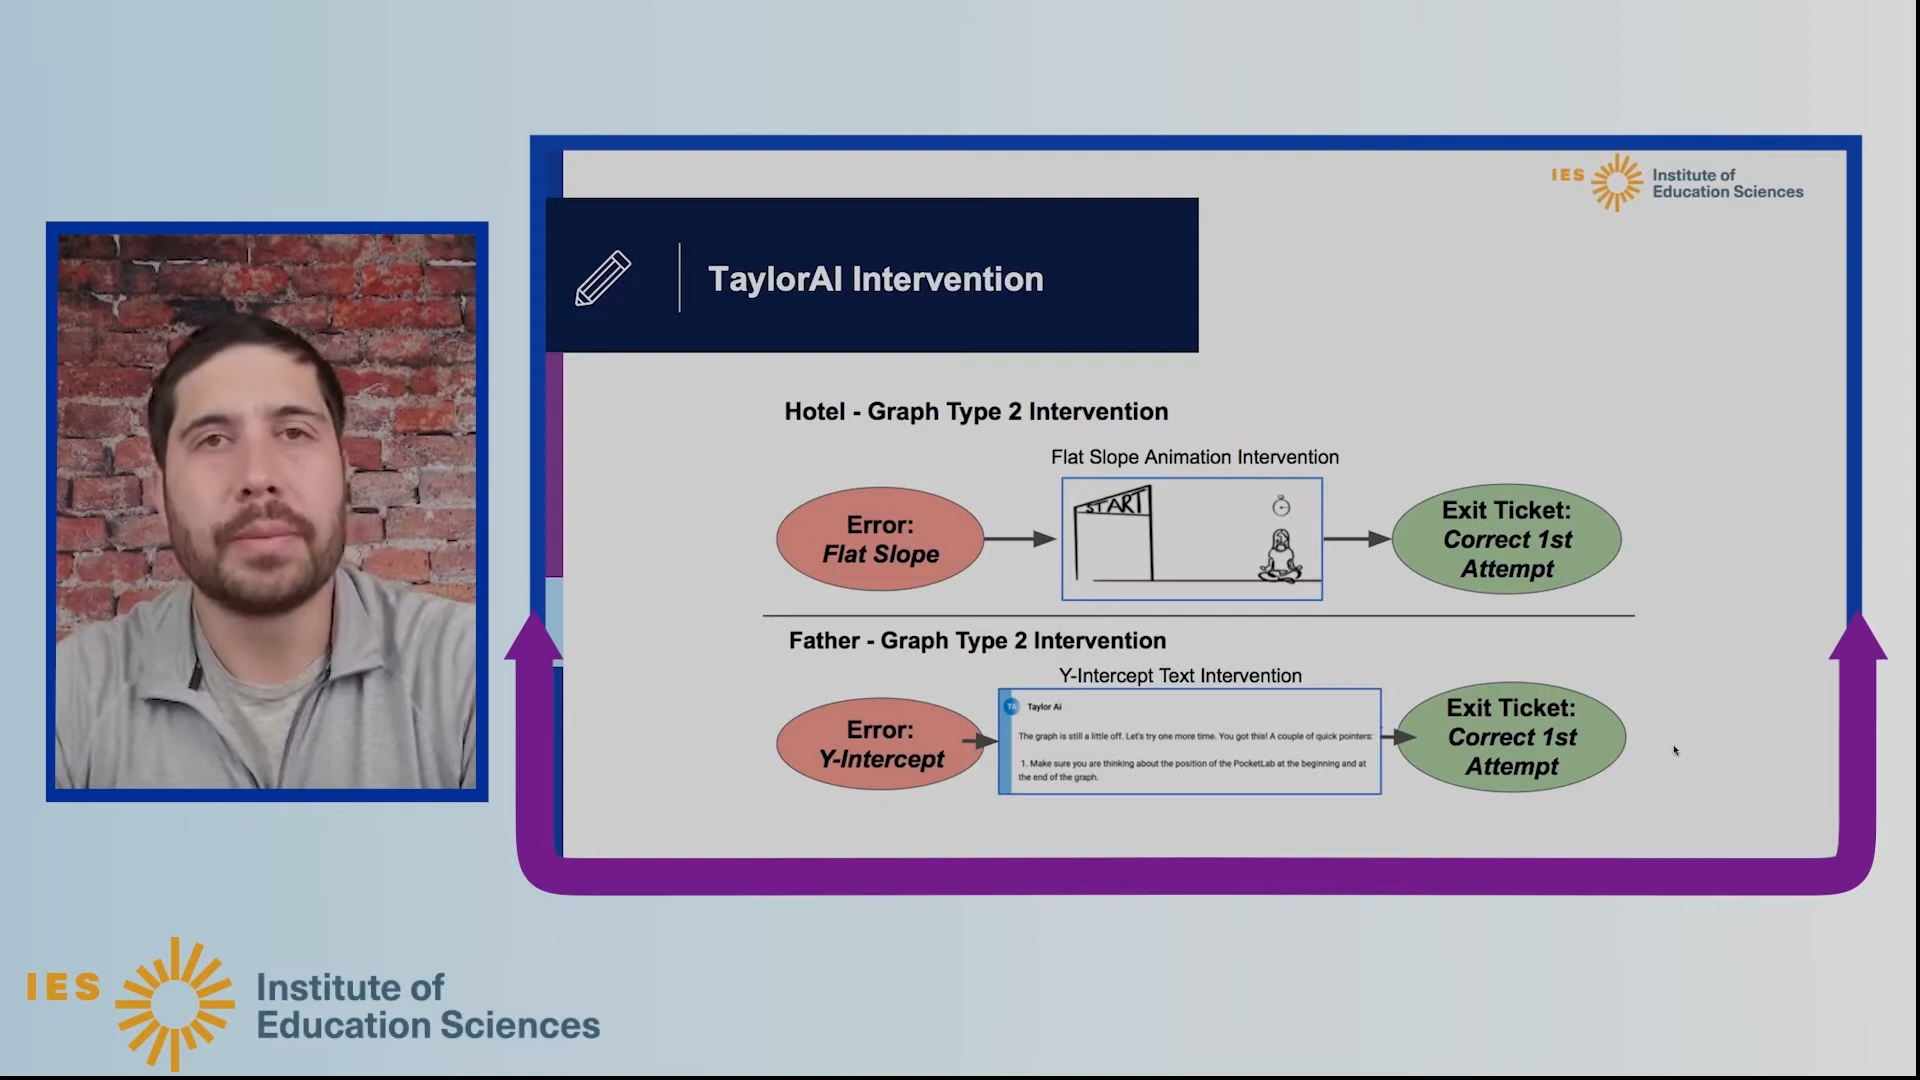 IES
Institute of
Education Sciences
TaylorAI Intervention
Hotel - Graph Type 2 Intervention
Flat Slope Animation Intervention
Error:
Flat Slope
START
Exit Ticket:
Correct 1st
Attempt
Father - Graph Type 2 Intervention
Y-Intercept Text Intervention
Error:
Y-Intercept
TA Taylor Ai
The graph is still a little off. Let's try one more time. You got this! A couple of quick pointers:
1. Make sure you are thinking about the position of the PocketLab at the beginning and at
the end of the graph.
Exit Ticket:
Correct 1st
Attempt
IES
Institute of
Education Sciences